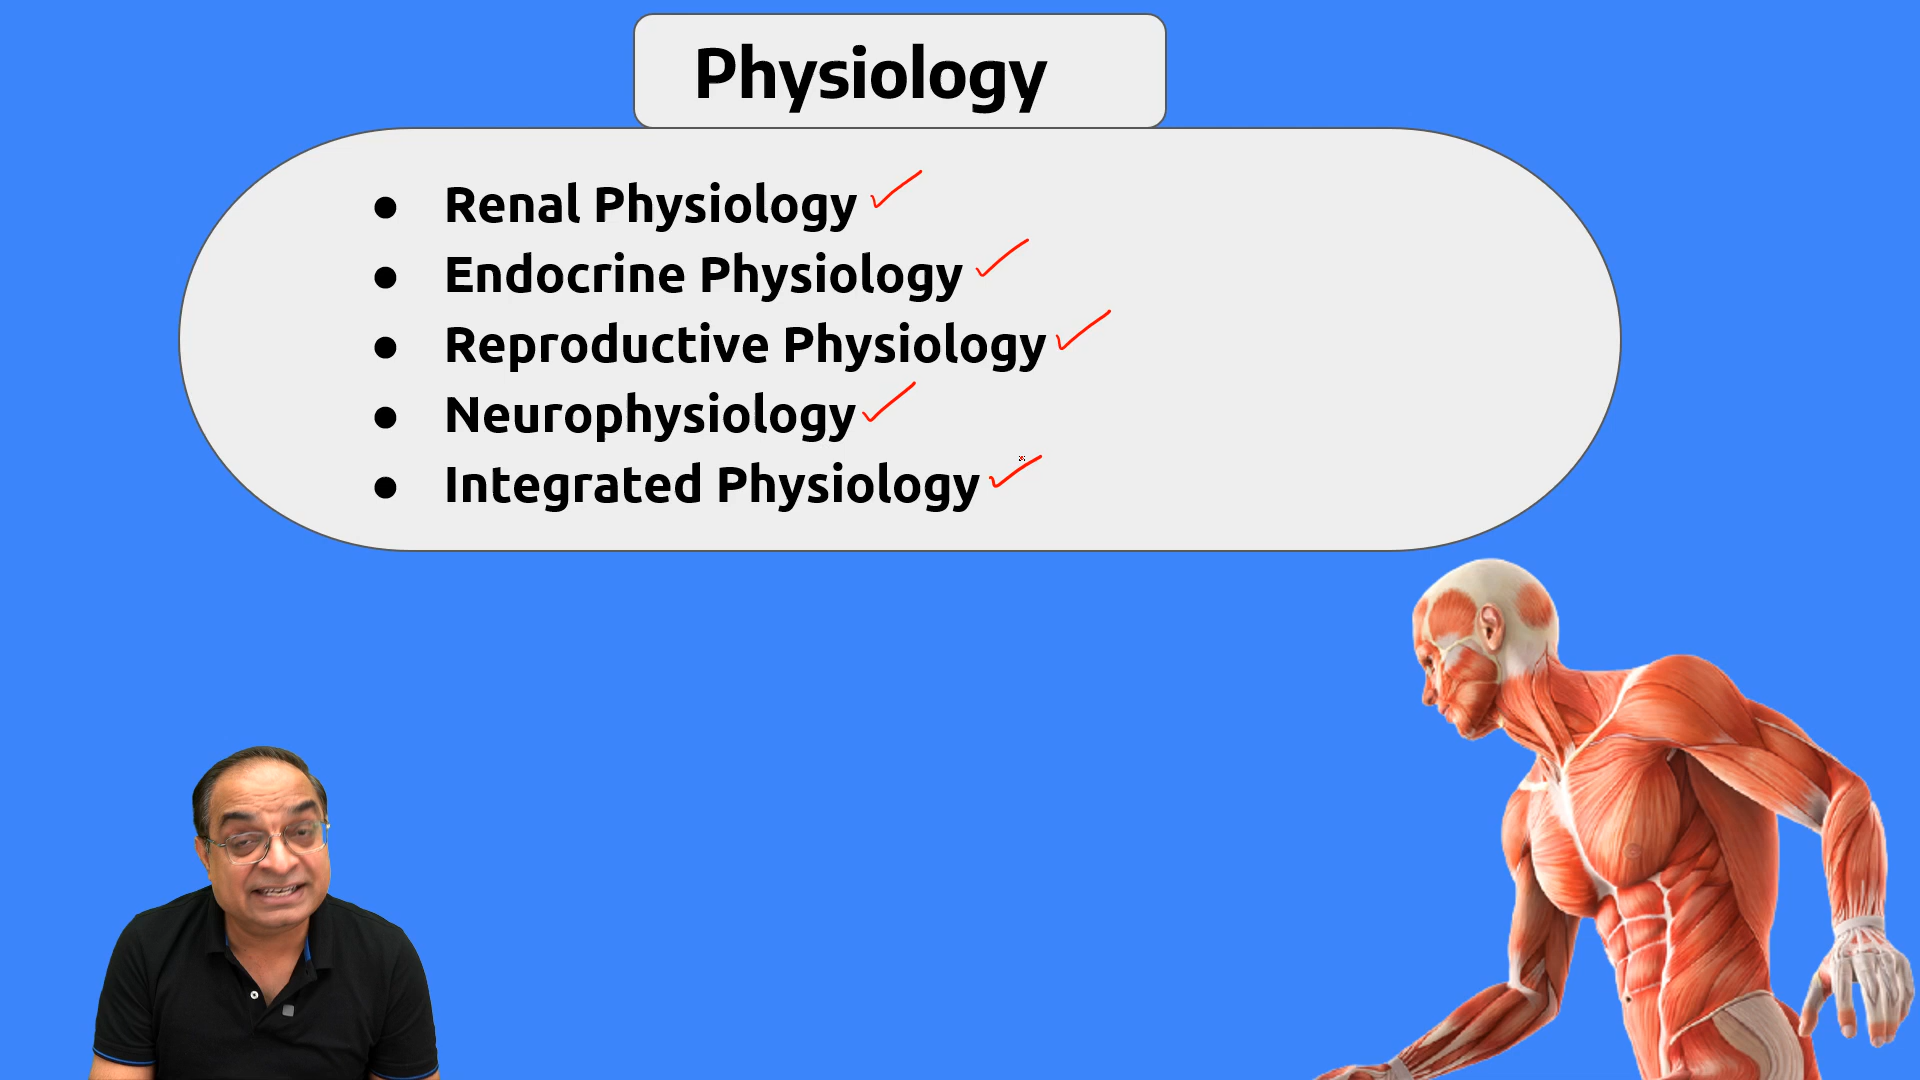 Physiology
● Renal Physiology
● Endocrine Physiology
● Reproductive Physiology
● Neurophysiology
● Integrated Physiology